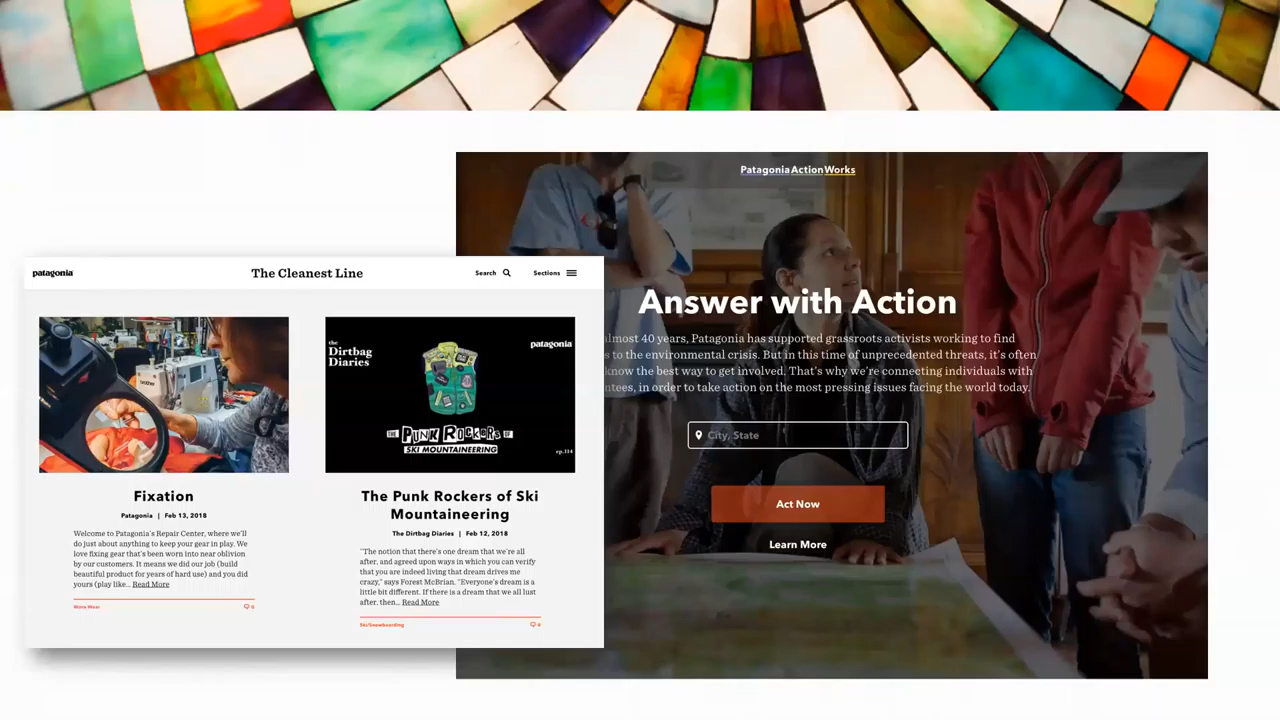 patagonia
The Cleanest Line
Search
Sections
Fixation
Patagonia | Feb 13, 2018
Welcome to Patagonia's Repair Center, where we'll
do just about anything to keep your gear in play. We
love fixing gear that's been worn into near oblivion
by our customers. It means we did our job (build
beautiful product for years of hard use) and you did
yours (play like... Read More
Worn Wear
0
the
Dirtbag
Diaries
patagonia
THE PUNK ROCKERS OF
SKI MOUNTAINEERING
ep.114
The Punk Rockers of Ski
Mountaineering
The Dirtbag Diaries | Feb 12, 2018
"The notion that there's one dream that we're all
after, and agreed upon ways in which you can verify
that you are indeed living that dream drives me
crazy," says Forest McBrian. "Everyone's dream is a
little bit different. If there is a dream that we all lust
after, then... Read More
Ski/Snowboarding
0
Patagonia Action Works
Answer with Action
almost 40 years, Patagonia has supported grassroots activists working to find
to the environmental crisis. But in this time of unprecedented threats, it's often
know the best way to get involved. That's why we're connecting individuals with
in order to take action on the most pressing issues facing the world today.
City, State
Act Now
Learn More